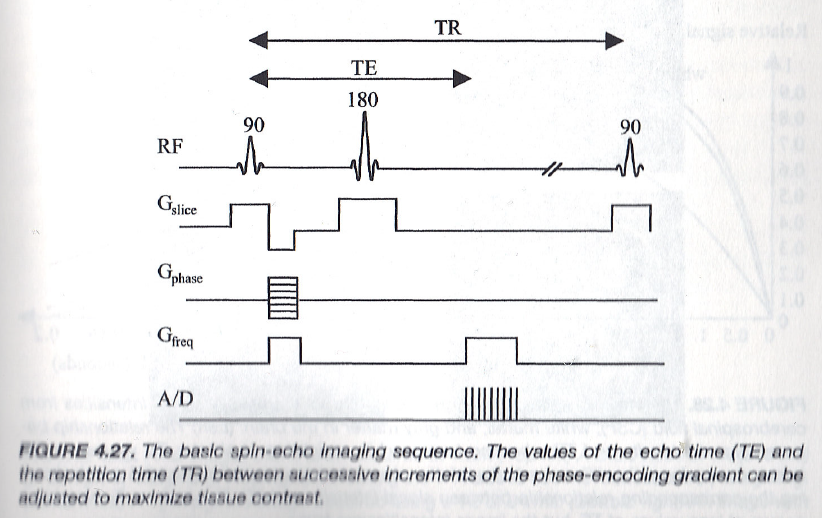 TR
TE
180
90
90
RF
Gslice
Gphase
Gfreq
A/D
FIGURE 4.27. The basic spin-echo imaging sequence. The values of the echo time (TE) and
the repetition time (TR) between successive increments of the phase-encoding gradient can be
adjusted to maximize tissue contrast.